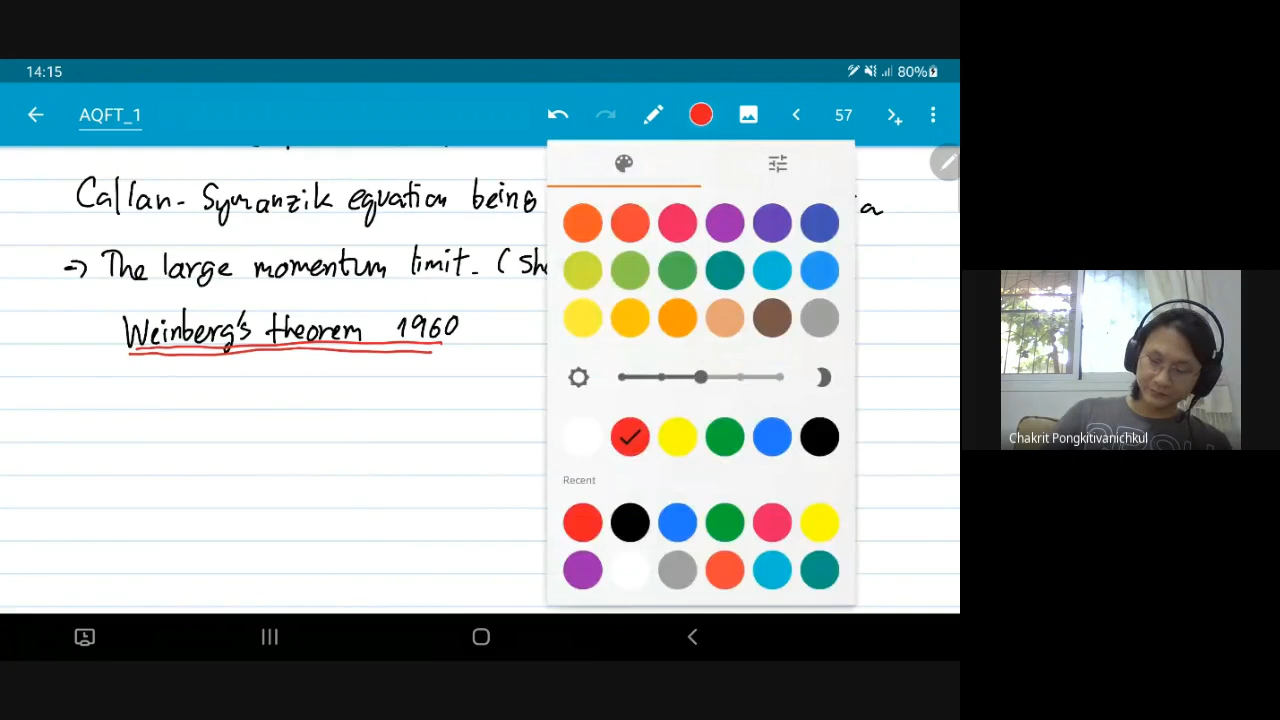 14:15
80%
AQFT_1
57
Callan-Symanzik equation being a
⇒ The large momentum limit. (
Weinberg's theorem 1960
Recent
Chakrit Pongkitivanichkul